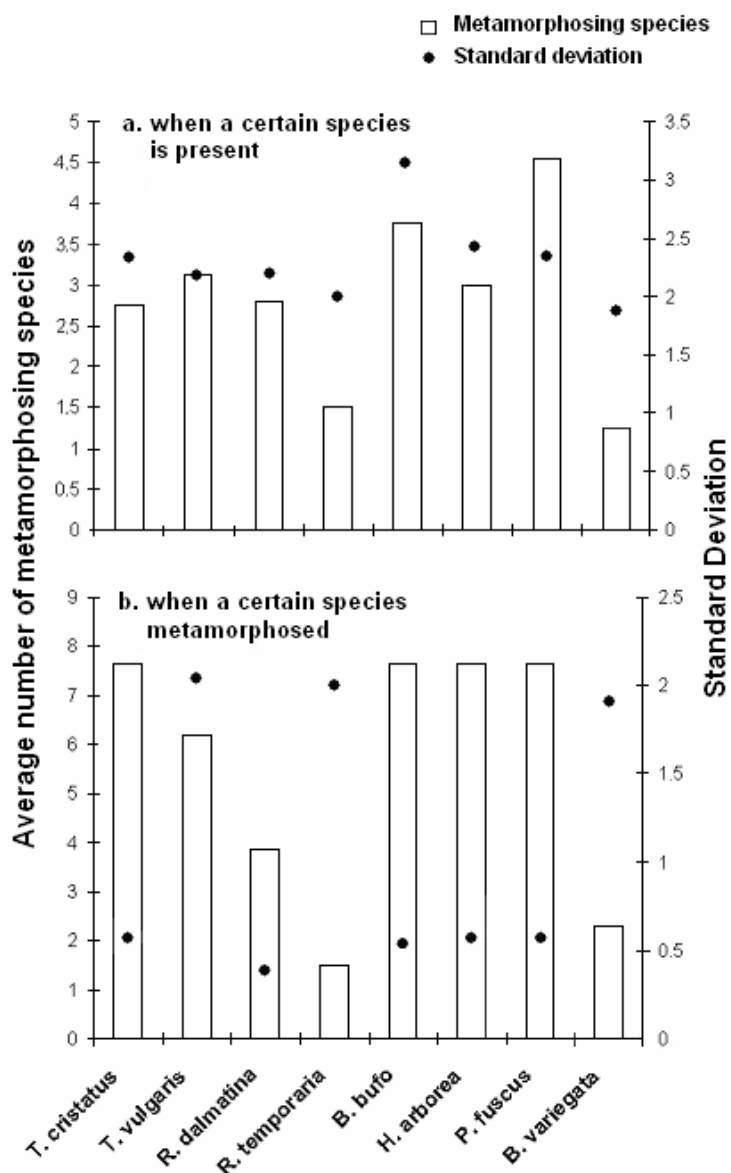 Metamorphosing species
Standard deviation
a. when a certain species
is present
5
4.5
4
3.5
3
2.5
2
1.5
1
0.5
0
3.5
3
2.5
2
1.5
1
0.5
0
Average number of metamorphosing species
Standard Deviation
b. when a certain species
metamorphosed
9
8
7
6
5
4
3
2
1
0
2.5
2
1.5
1
0.5
0
T. cristatus
T. vulgaris
R. dalmatina
R. temporaria
B. bufo
H. arborea
P. fuscus
B. variegata